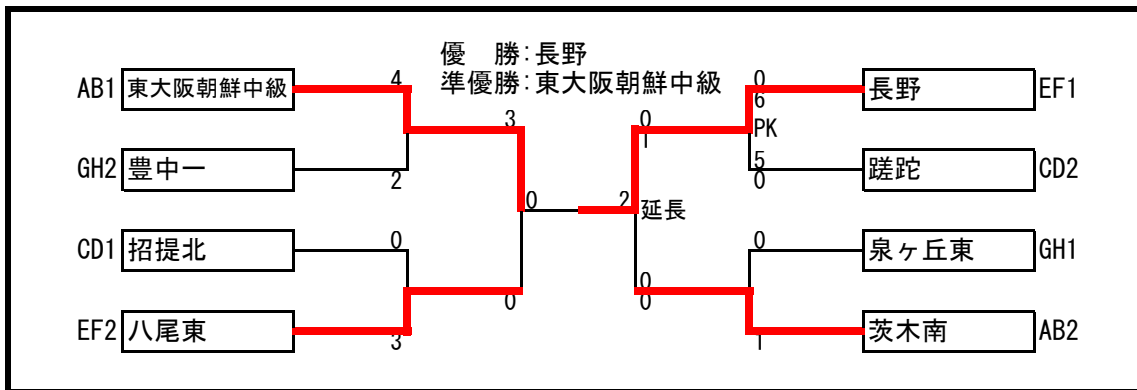 優　勝:長野
準優勝:東大阪朝鮮中級
AB1 東大阪朝鮮中級 4
GH2 豊中一 2
3
CD1 招提北 0
EF2 八尾東 3
0
0
2 延長
0 長野 EF1
6
PK
5
0 蹉跎 CD2
0
1
0 泉ヶ丘東 GH1
1 茨木南 AB2
0
0